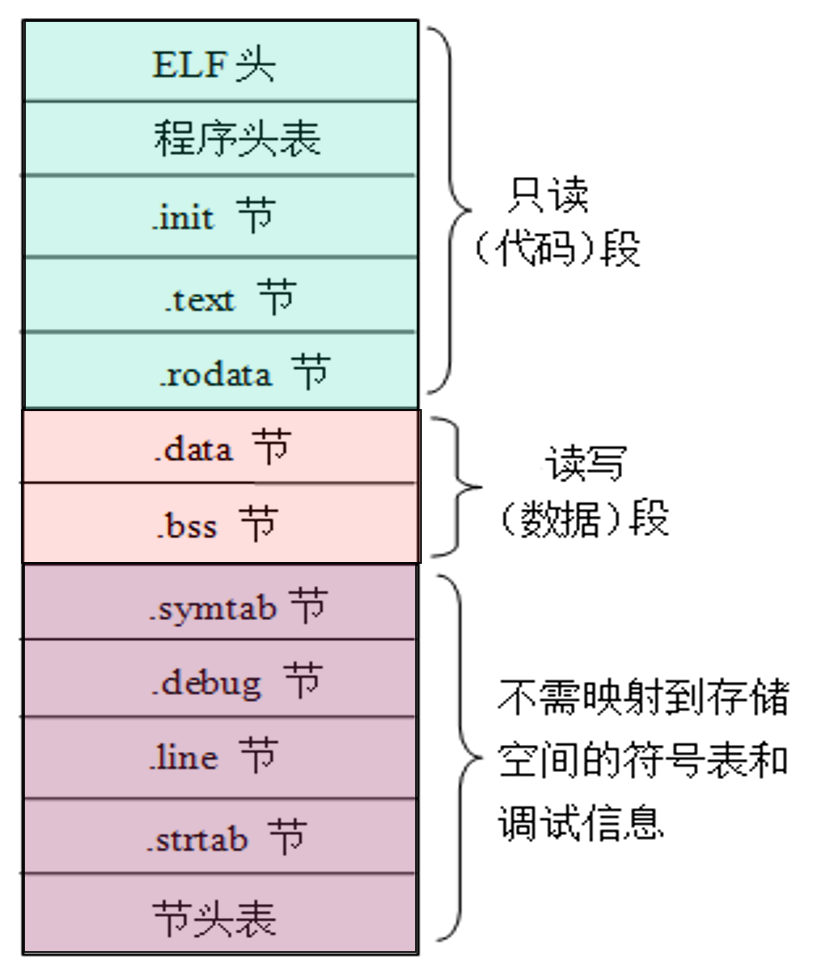 ELF 头
程序头表
.init 节
.text 节
.rodata 节
只读
(代码)段
.data 节
.bss 节
读写
(数据)段
.symtab 节
.debug 节
.line 节
.strtab 节
节头表
不需映射到存储
空间的符号表和
调试信息